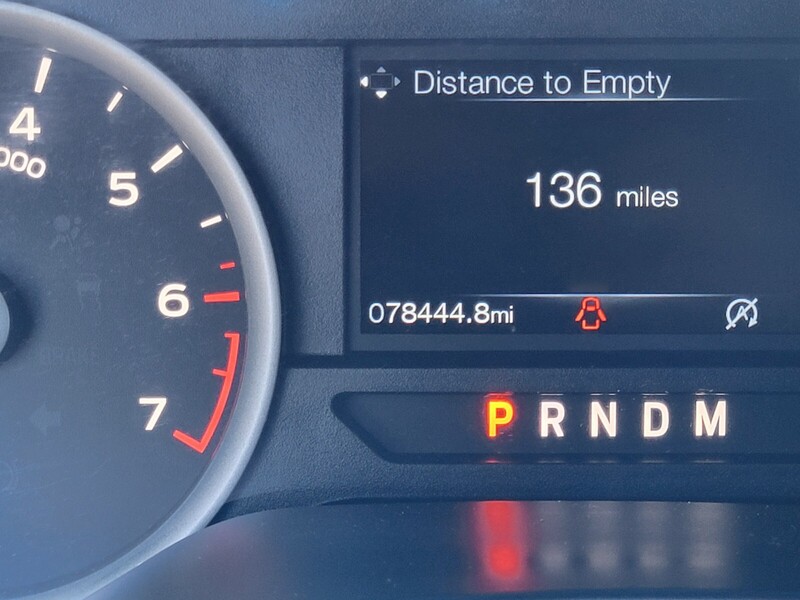 Distance to Empty
136 miles
078444.8mi
P R N D M
4
5
6
7